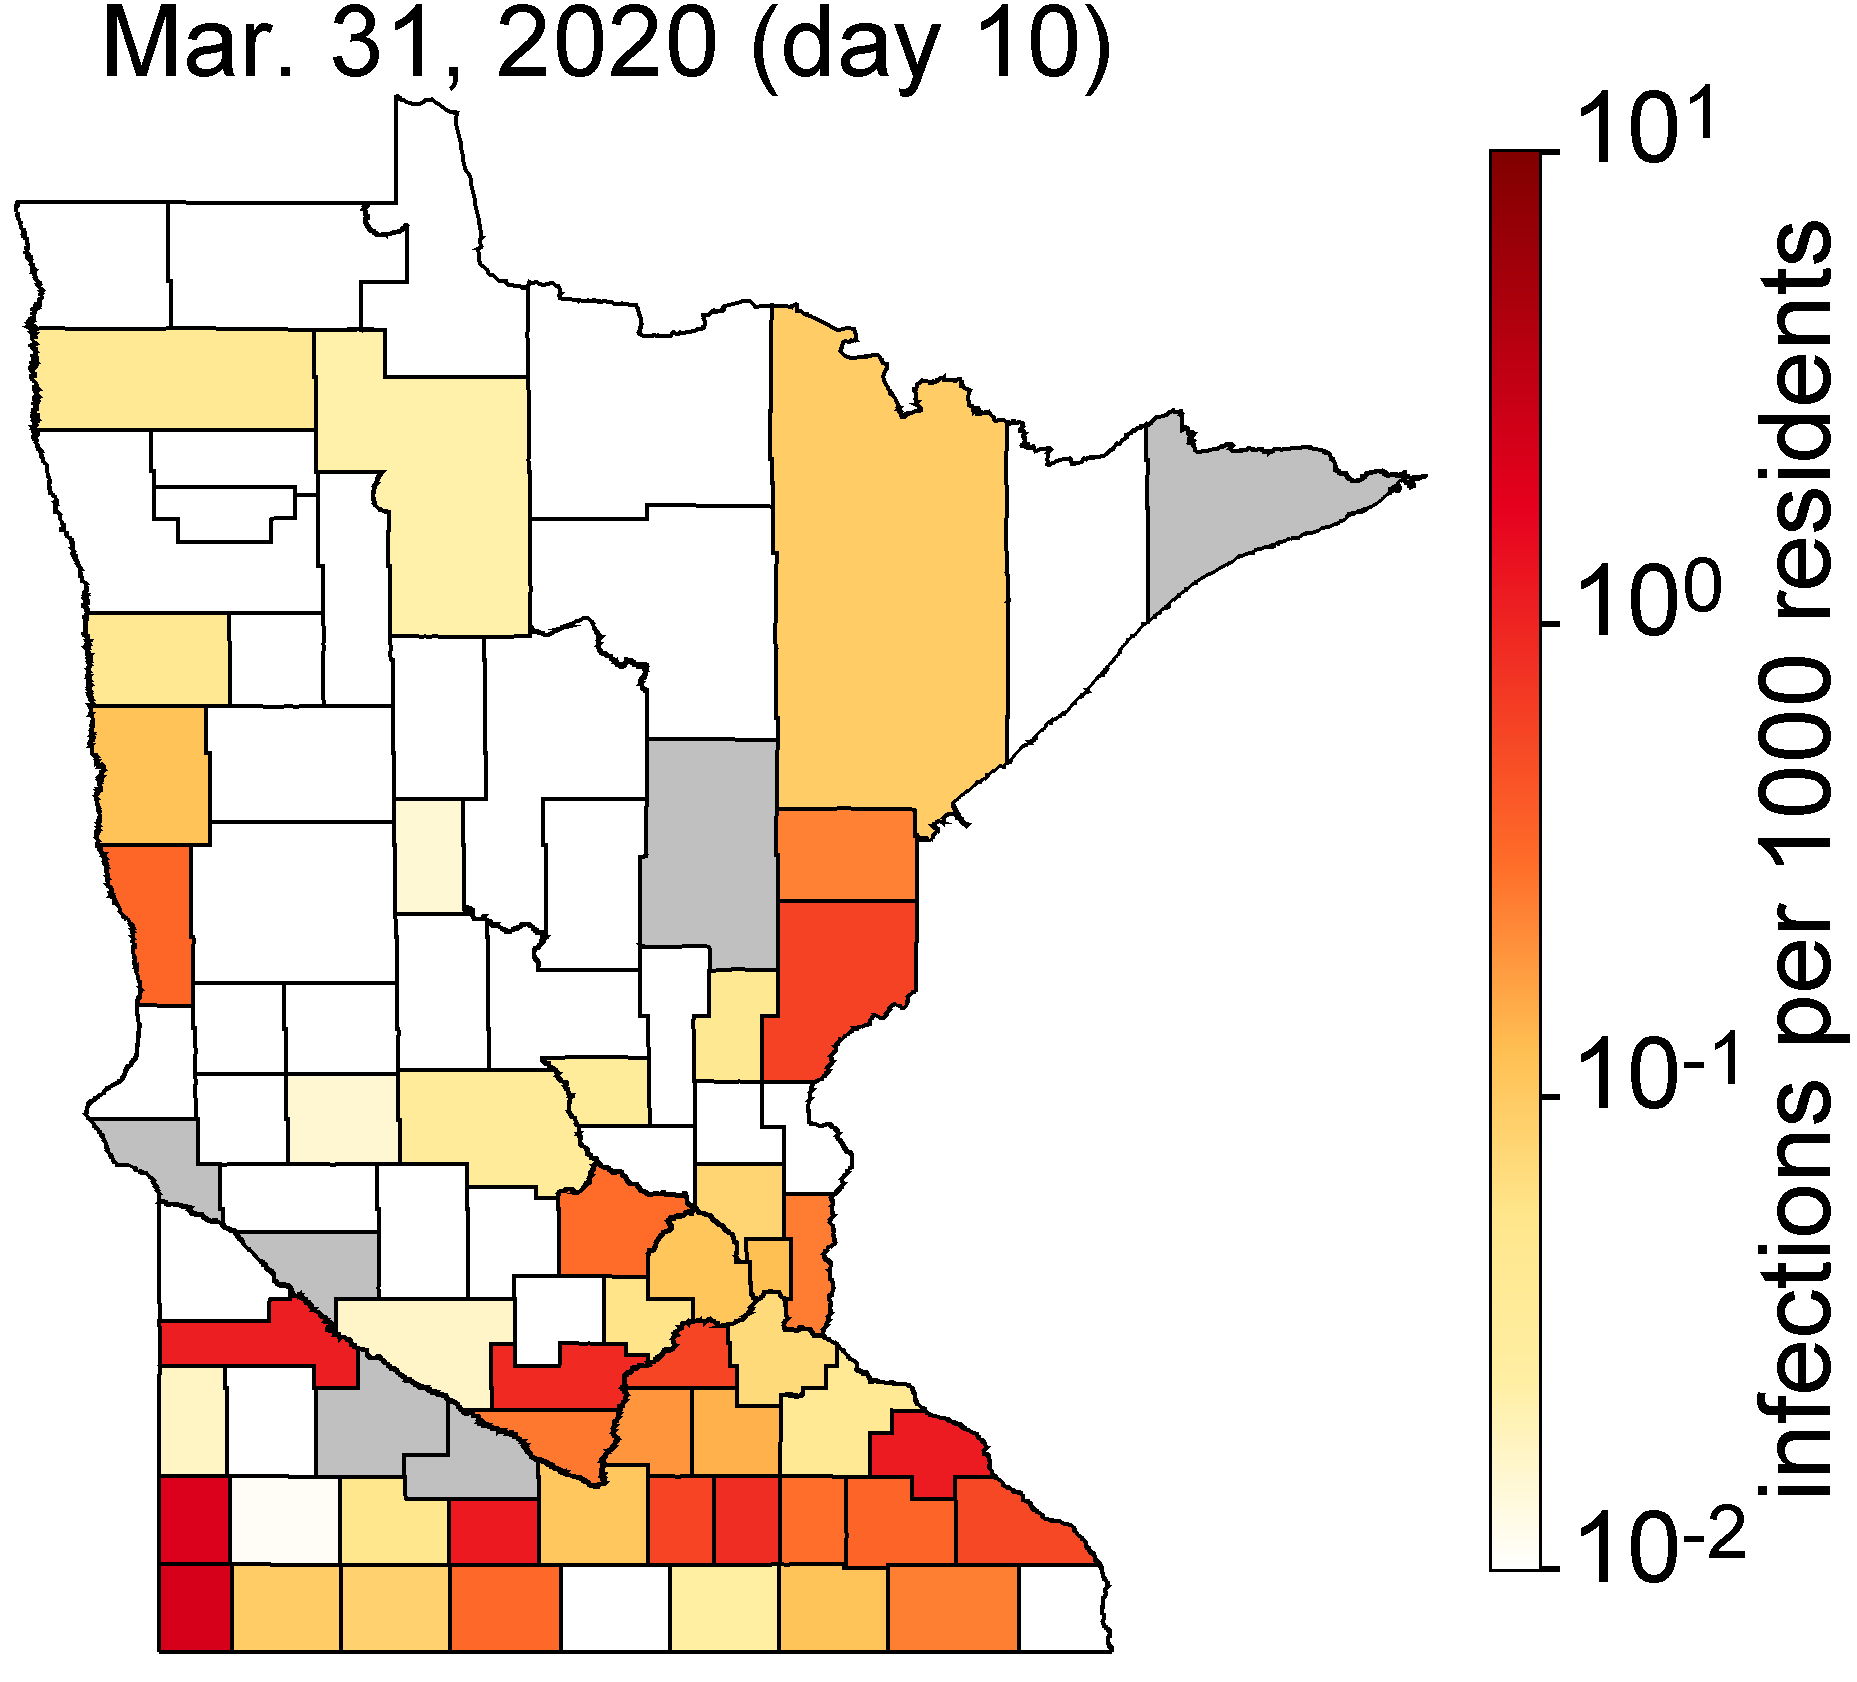 Mar. 31, 2020 (day 10)
10¹
10⁰
10⁻¹
10⁻²
infections per 1000 residents